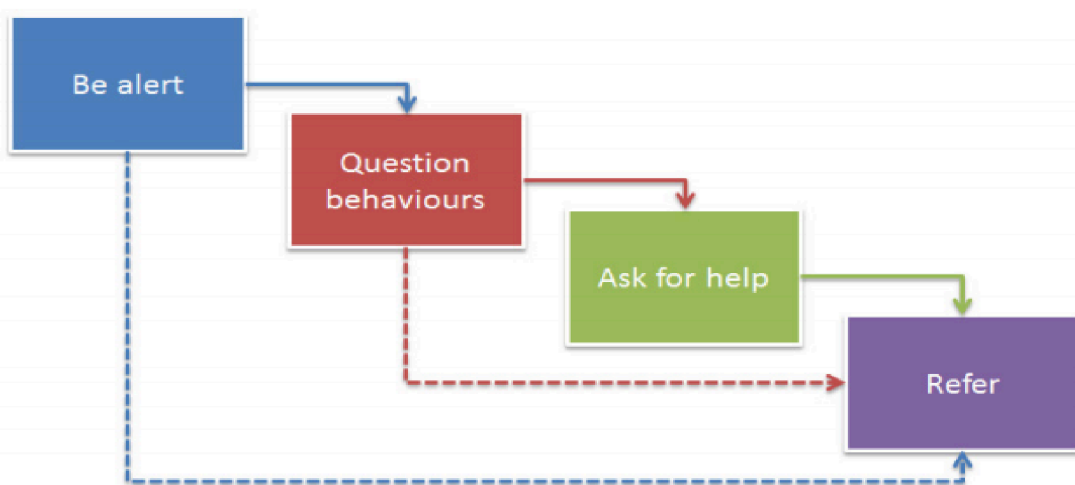 Be alert
Question
behaviours
Ask for help
Refer